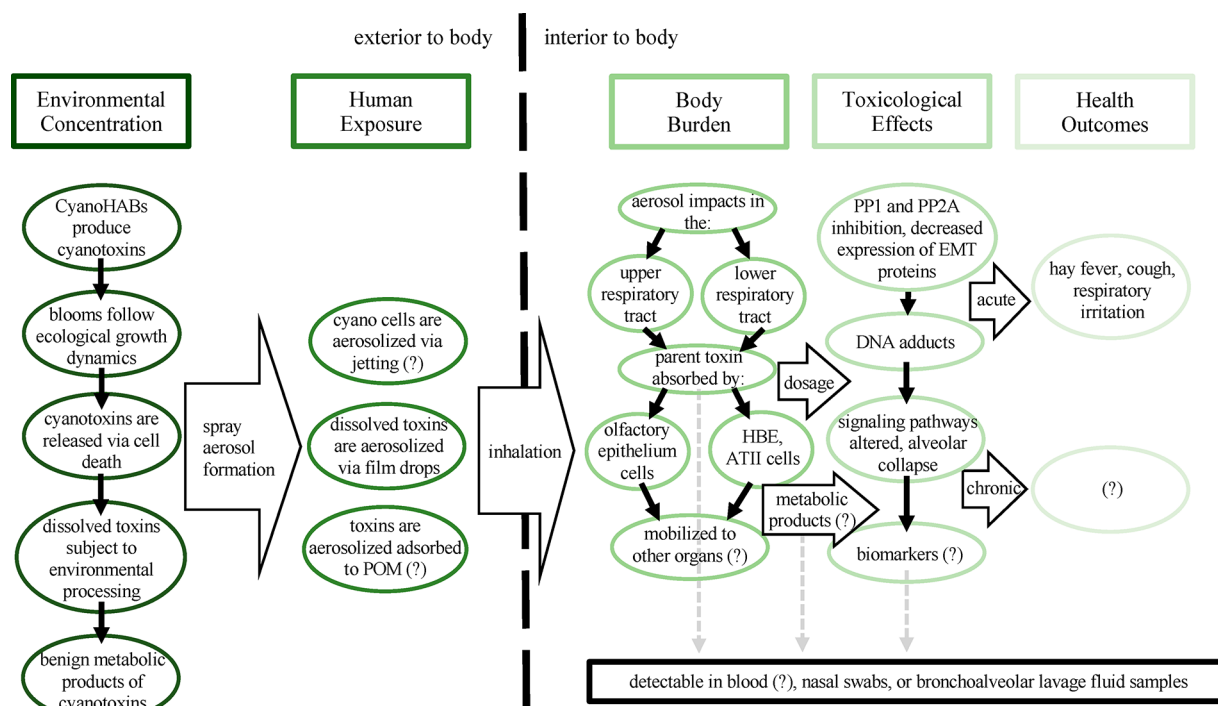 exterior to body
interior to body
Environmental
Concentration
Human
Exposure
Body
Burden
Toxicological
Effects
Health
Outcomes
CyanoHABs
produce
cyanotoxins
blooms follow
ecological growth
dynamics
cyanotoxins are
released via cell
death
dissolved toxins
subject to
environmental
processing
benign metabolic
products of
cyanotoxins
spray
aerosol
formation
cyano cells are
aerosolized via
jetting (?)
dissolved toxins
are aerosolized
via film drops
toxins are
aerosolized adsorbed
to POM (?)
inhalation
aerosol impacts in
the:
upper
respiratory
tract
lower
respiratory
tract
parent toxin
absorbed by:
olfactory
epithelium
cells
HBE,
ATII cells
mobilized to
other organs (?)
dosage
metabolic
products (?)
PP1 and PP2A
inhibition, decreased
expression of EMT
proteins
DNA adducts
signaling pathways
altered, alveolar
collapse
biomarkers (?)
acute
chronic
hay fever, cough,
respiratory
irritation
(?)
detectable in blood (?), nasal swabs, or bronchoalveolar lavage fluid samples